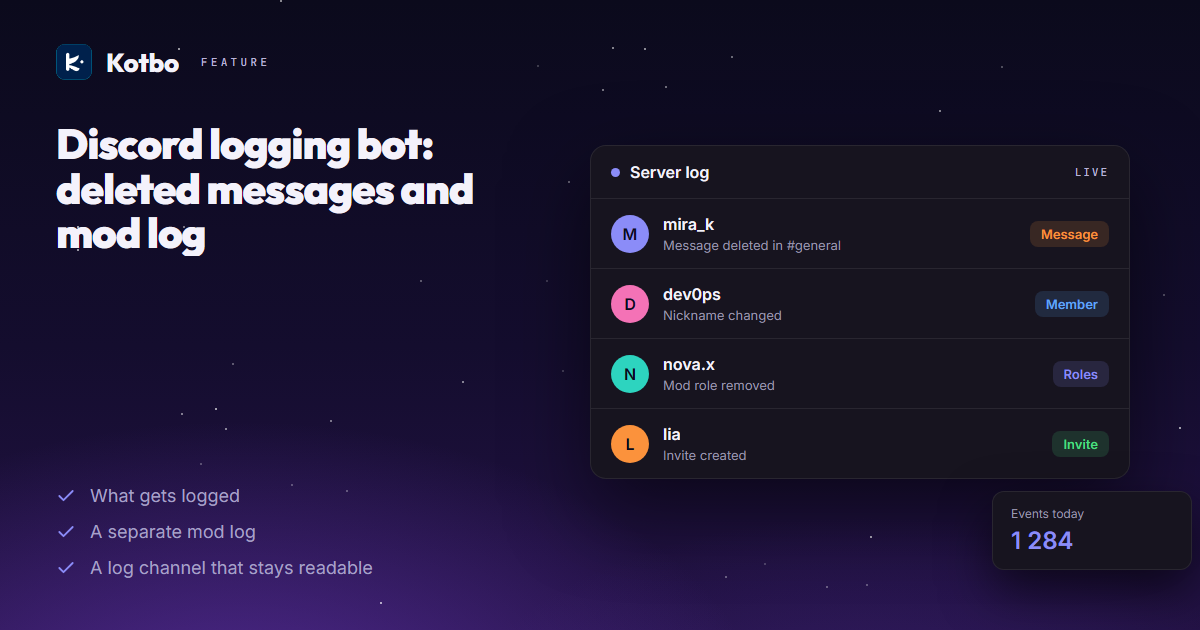 Kotbo FEATURE
Discord logging bot:
deleted messages and
mod log
What gets logged
A separate mod log
A log channel that stays readable
Server log LIVE
M mira_k
Message deleted in #general
Message
D dev0ps
Nickname changed
Member
N nova.x
Mod role removed
Roles
L lia
Invite created
Invite
Events today
1 284